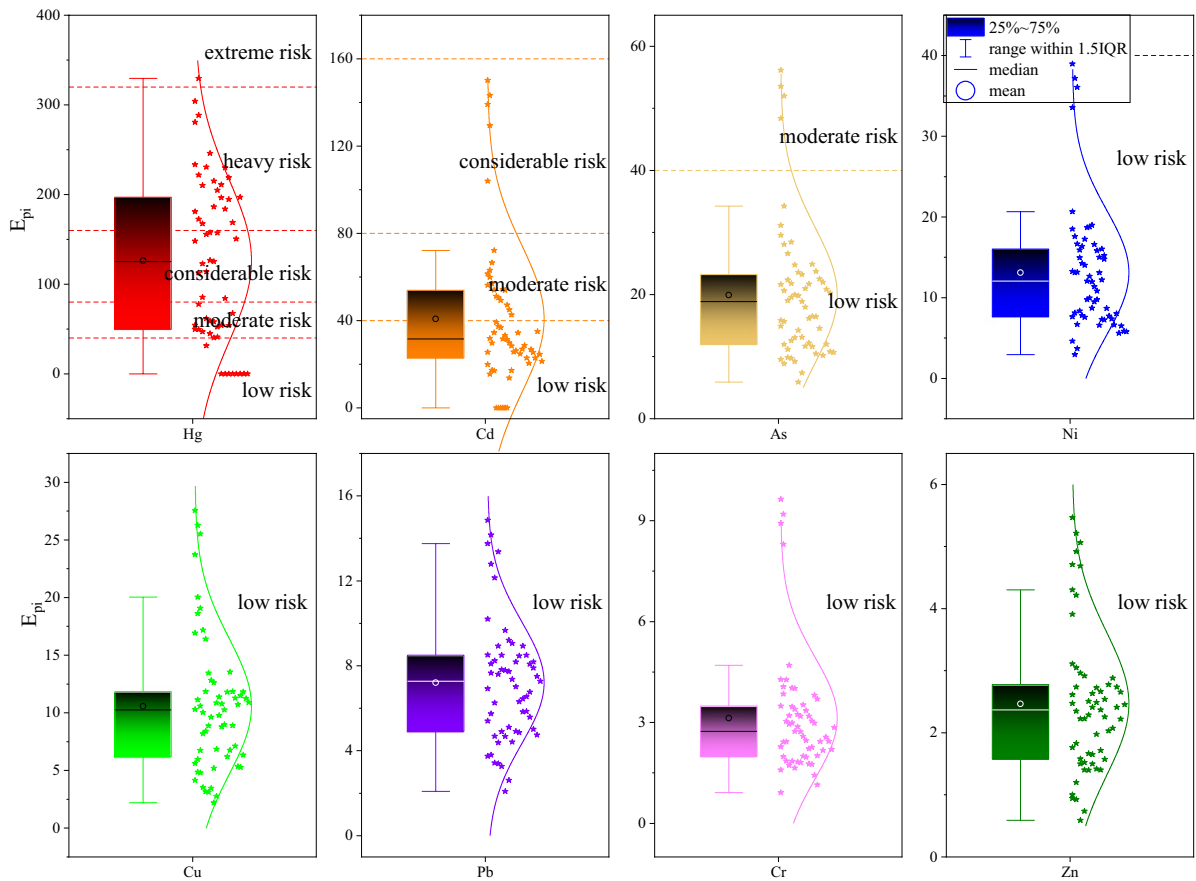 400
300
200
100
0
E_pi
extreme risk
heavy risk
considerable risk
moderate risk
low risk
Hg
160
120
80
40
0
considerable risk
moderate risk
low risk
Cd
60
40
20
0
moderate risk
low risk
As
40
30
20
10
0
25%~75%
range within 1.5IQR
median
mean
low risk
Ni
30
25
20
15
10
5
0
E_pi
low risk
Cu
16
12
8
4
0
low risk
Pb
9
6
3
0
low risk
Cr
6
4
2
0
low risk
Zn